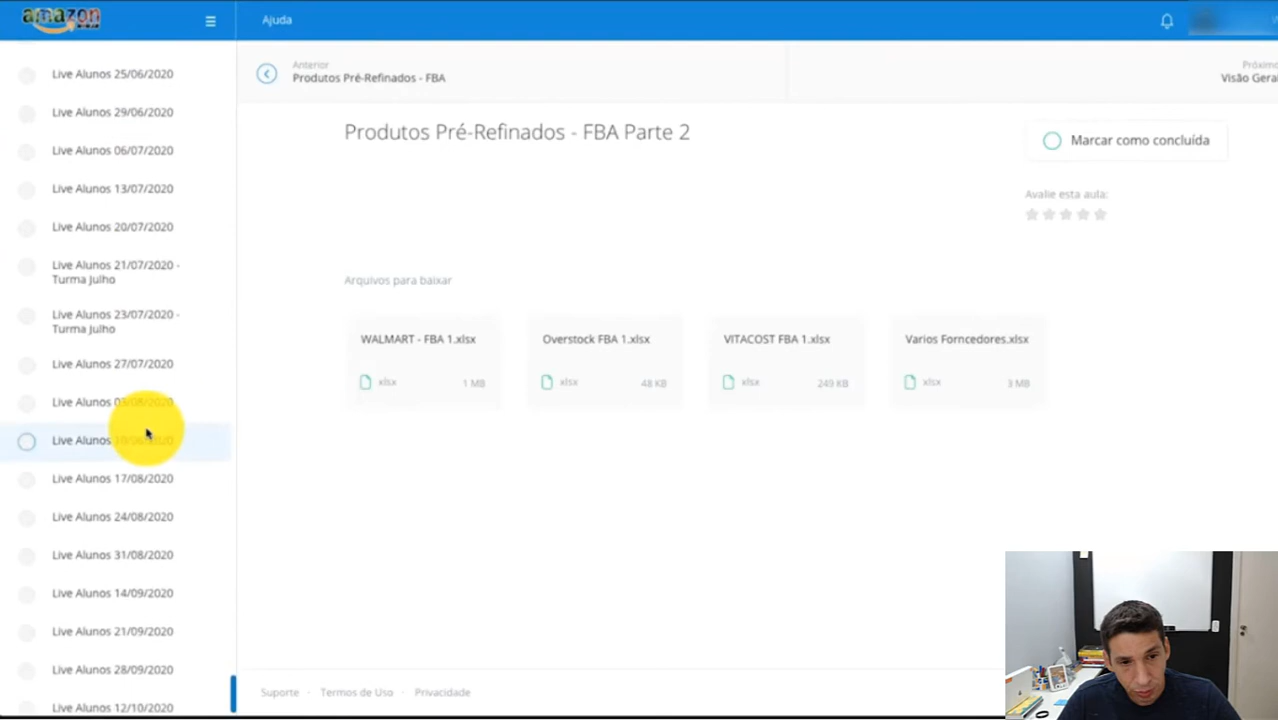 amazon
Ajuda
Live Alunos 25/06/2020
Live Alunos 29/06/2020
Live Alunos 06/07/2020
Live Alunos 13/07/2020
Live Alunos 20/07/2020
Live Alunos 21/07/2020 -
Turma Julho
Live Alunos 23/07/2020 -
Turma Julho
Live Alunos 27/07/2020
Live Alunos 03/08/2020
Live Alunos
Live Alunos 17/08/2020
Live Alunos 24/08/2020
Live Alunos 31/08/2020
Live Alunos 14/09/2020
Live Alunos 21/09/2020
Live Alunos 28/09/2020
Live Alunos 12/10/2020
Anterior
Produtos Pré-Refinados - FBA
Próximo
Visão Geral
Produtos Pré-Refinados - FBA Parte 2
Marcar como concluída
Avalie esta aula:
Arquivos para baixar
WALMART - FBA 1.xlsx
xlsx 1 MB
Overstock FBA 1.xlsx
xlsx 48 KB
VITACOST FBA 1.xlsx
xlsx 249 KB
Varios Forncedores.xlsx
xlsx 3 MB
Suporte - Termos de Uso - Privacidade